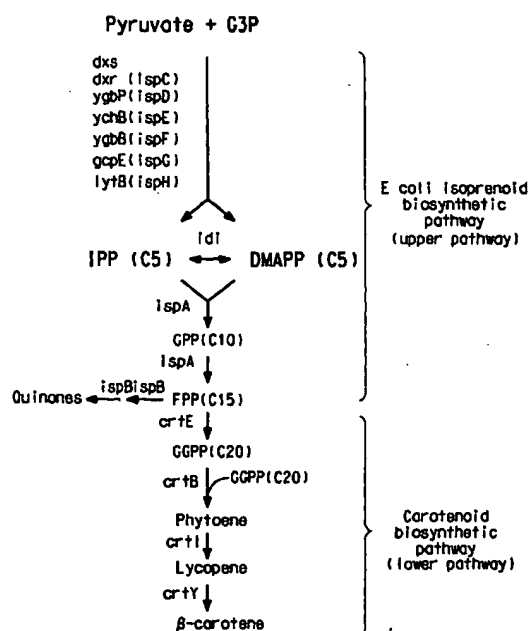 Pyruvate + G3P
dxs
dxr (ispC)
ygbP(ispD)
ychB(ispE)
ygbB(ispF)
gcpE(ispG)
lytB(ispH)
E coli isoprenoid
biosynthetic
pathway
(upper pathway)
idi
IPP (C5)
DMAPP (C5)
ispA
GPP(C10)
ispA
Quinones
ispBispB
FPP(C15)
crtE
GGPP(C20)
crtB
GGPP(C20)
Phytoene
crtI
Lycopene
crtY
β-carotene
Carotenoid
biosynthetic
pathway
(lower pathway)